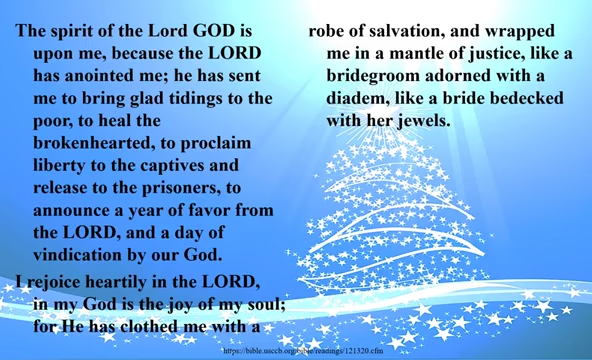 The spirit of the Lord GOD is
upon me, because the LORD
has anointed me; he has sent
me to bring glad tidings to the
poor, to heal the
brokenhearted, to proclaim
liberty to the captives and
release to the prisoners, to
announce a year of favor from
the LORD, and a day of
vindication by our God.
I rejoice heartily in the LORD,
in my God is the joy of my soul;
for He has clothed me with a
robe of salvation, and wrapped
me in a mantle of justice, like a
bridegroom adorned with a
diadem, like a bride bedecked
with her jewels.
https://bible.usccb.org/bible/readings/121320.cfm